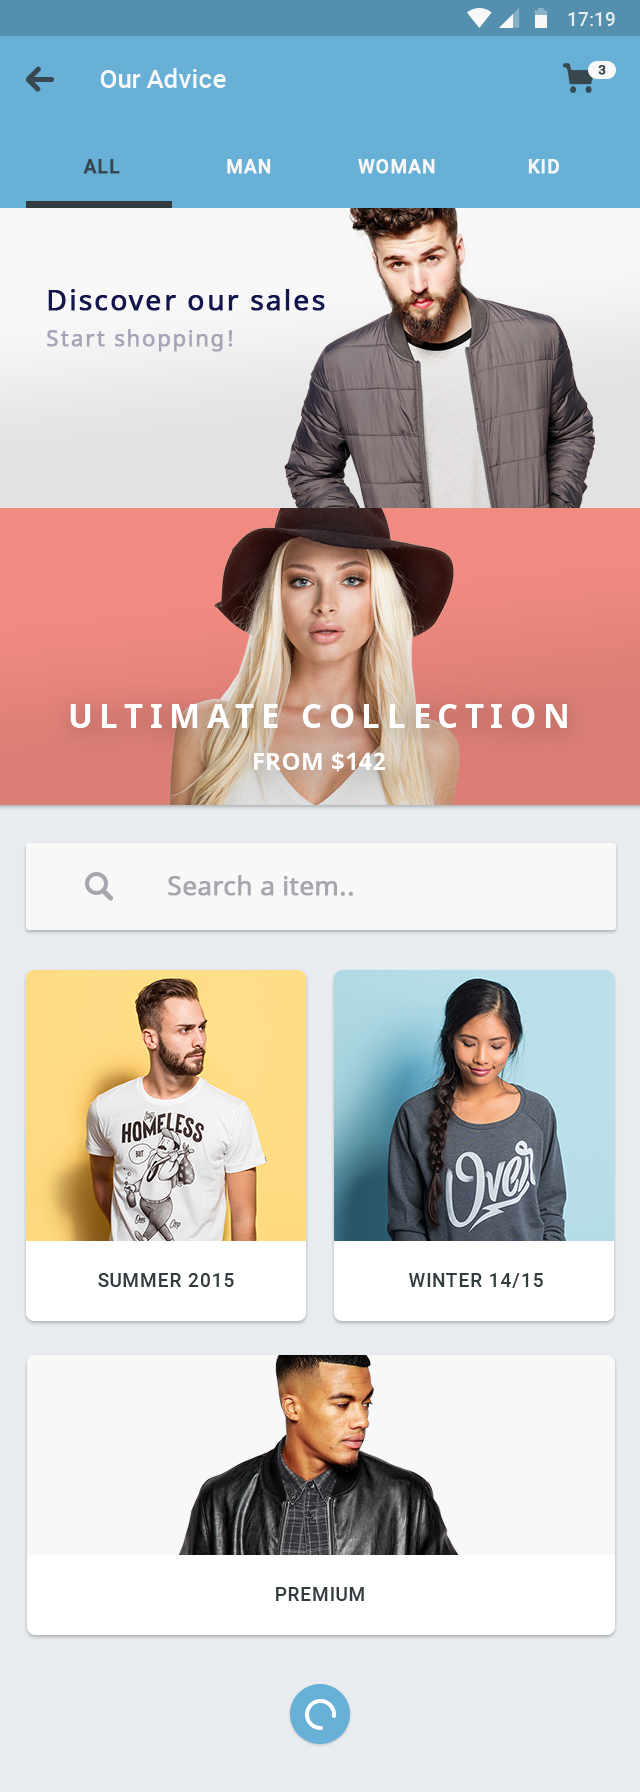 17:19
Our Advice
3
ALL MAN WOMAN KID
Discover our sales
Start shopping!
ULTIMATE COLLECTION
FROM $142
Search a item..
HOMELESS
BUT
Over
SUMMER 2015
WINTER 14/15
PREMIUM